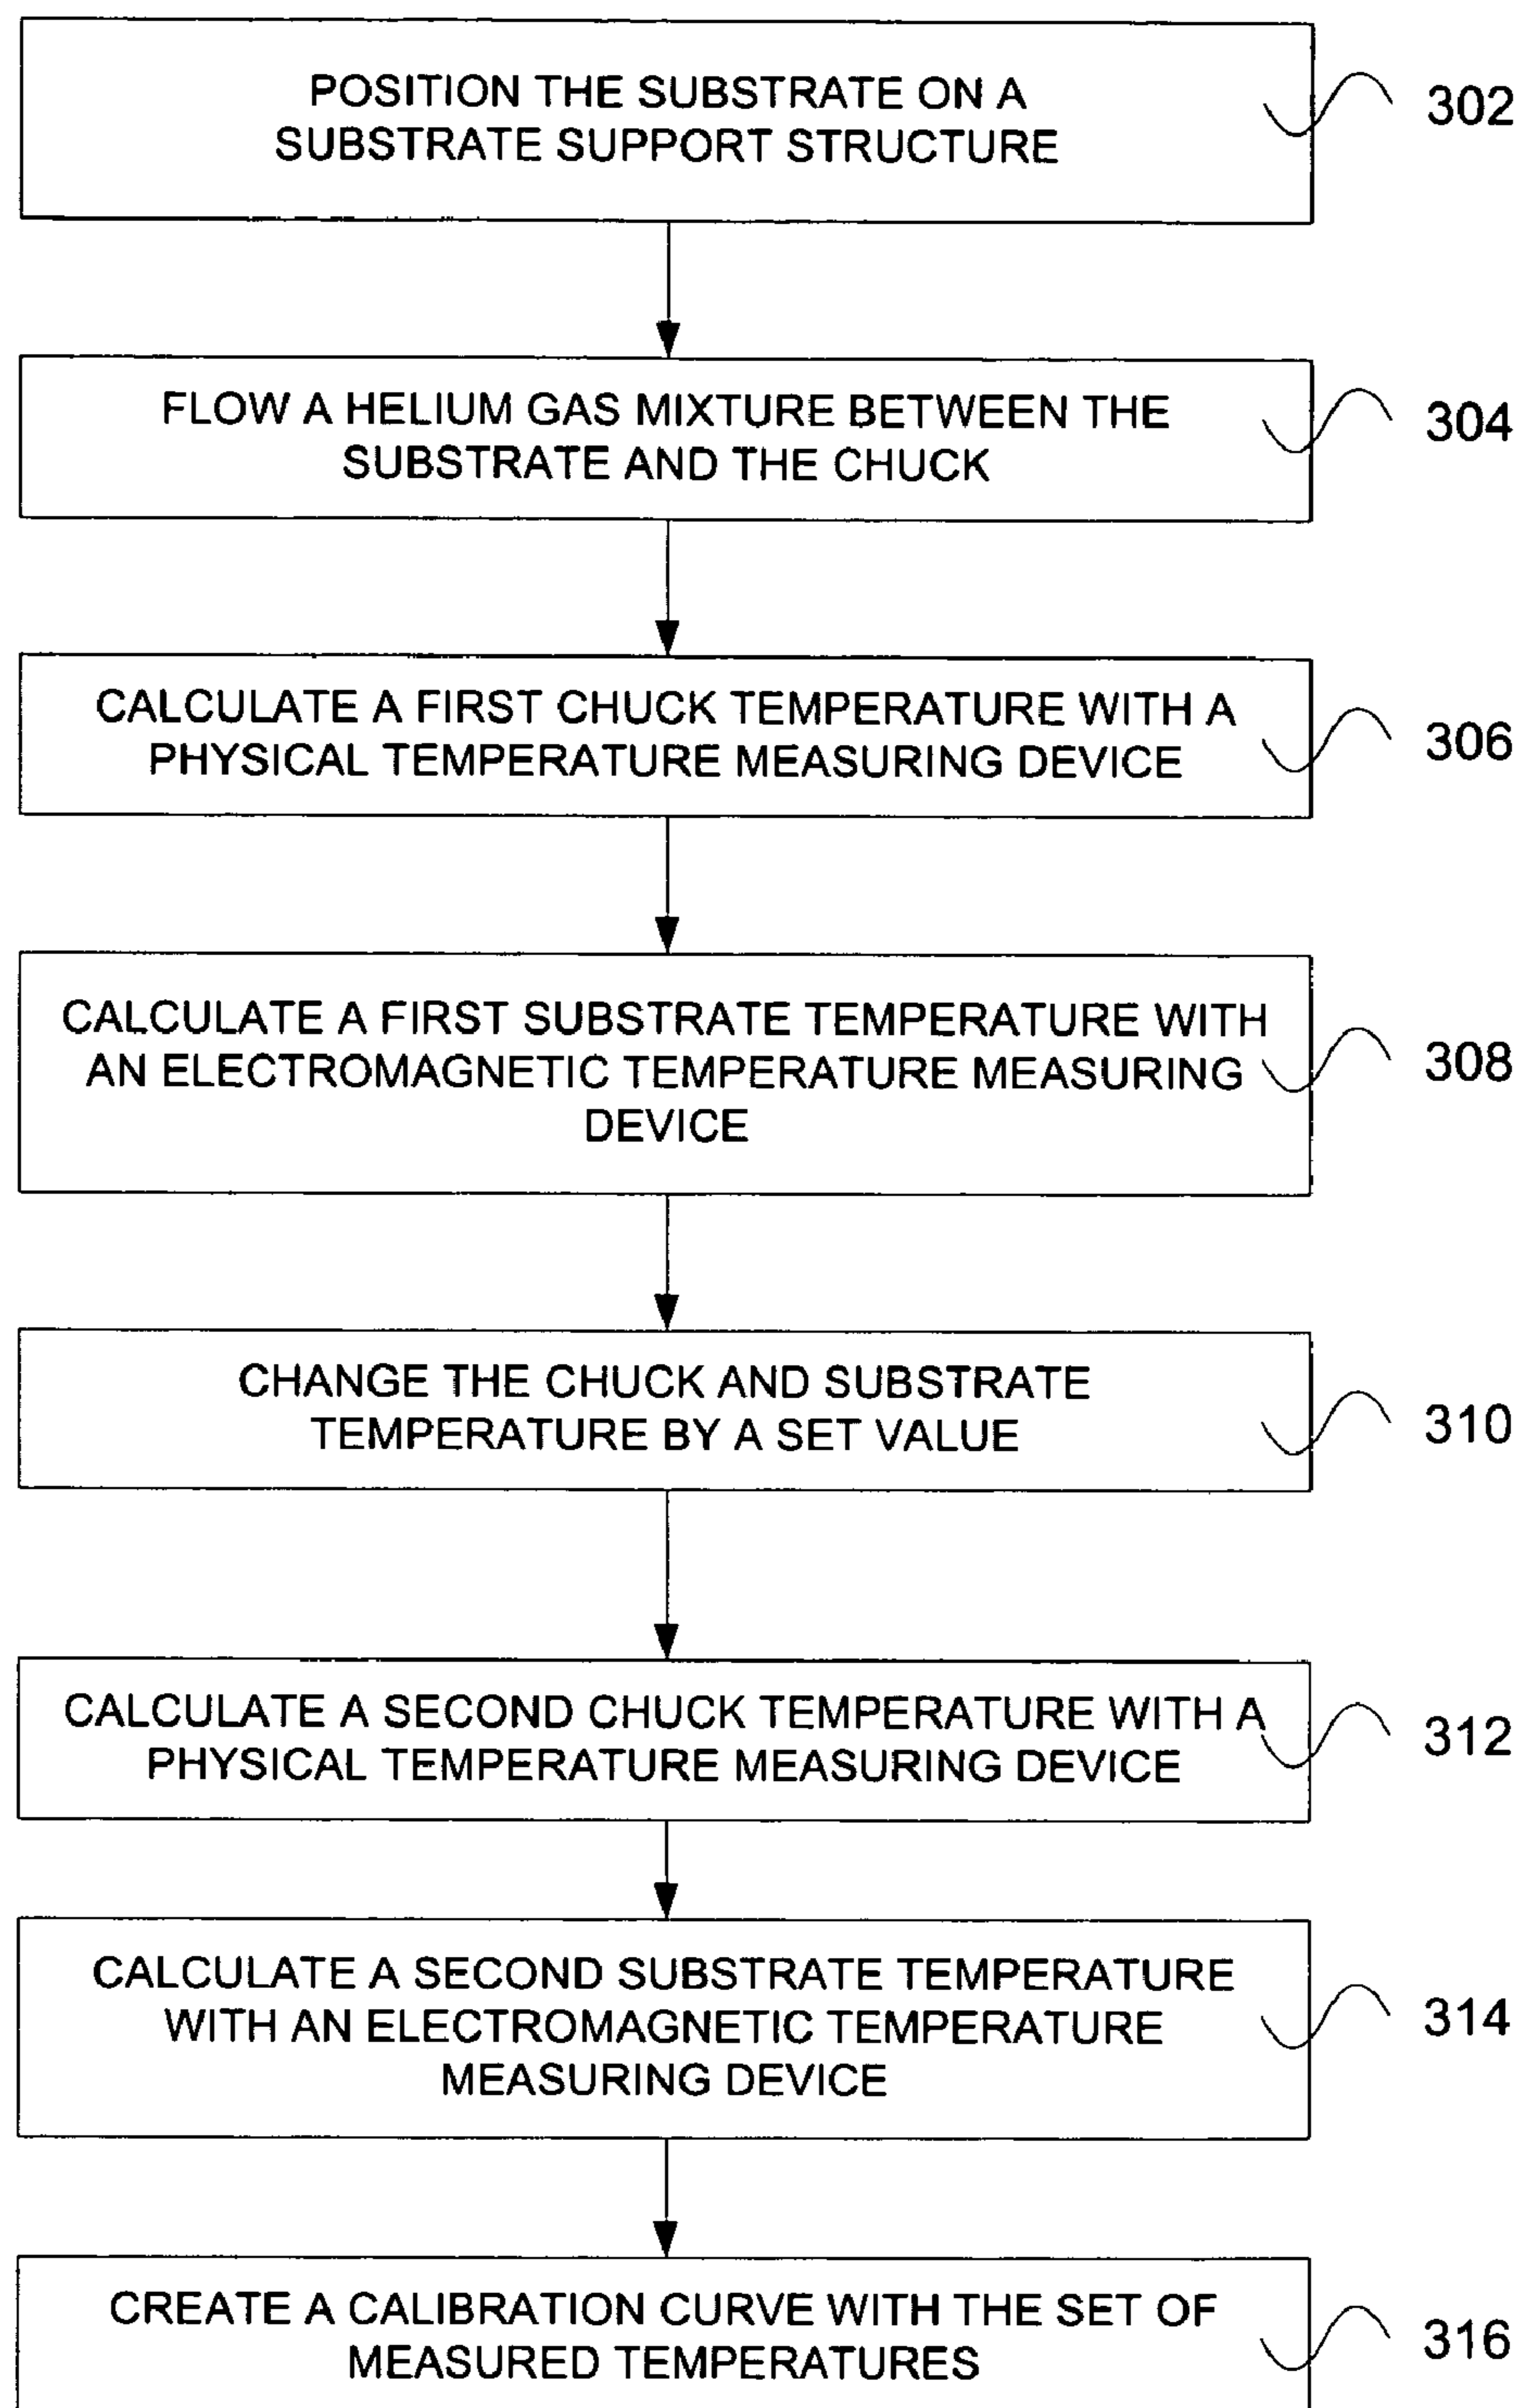 POSITION THE SUBSTRATE ON A
SUBSTRATE SUPPORT STRUCTURE
302
FLOW A HELIUM GAS MIXTURE BETWEEN THE
SUBSTRATE AND THE CHUCK
304
CALCULATE A FIRST CHUCK TEMPERATURE WITH A
PHYSICAL TEMPERATURE MEASURING DEVICE
306
CALCULATE A FIRST SUBSTRATE TEMPERATURE WITH
AN ELECTROMAGNETIC TEMPERATURE MEASURING
DEVICE
308
CHANGE THE CHUCK AND SUBSTRATE
TEMPERATURE BY A SET VALUE
310
CALCULATE A SECOND CHUCK TEMPERATURE WITH A
PHYSICAL TEMPERATURE MEASURING DEVICE
312
CALCULATE A SECOND SUBSTRATE TEMPERATURE
WITH AN ELECTROMAGNETIC TEMPERATURE
MEASURING DEVICE
314
CREATE A CALIBRATION CURVE WITH THE SET OF
MEASURED TEMPERATURES
316